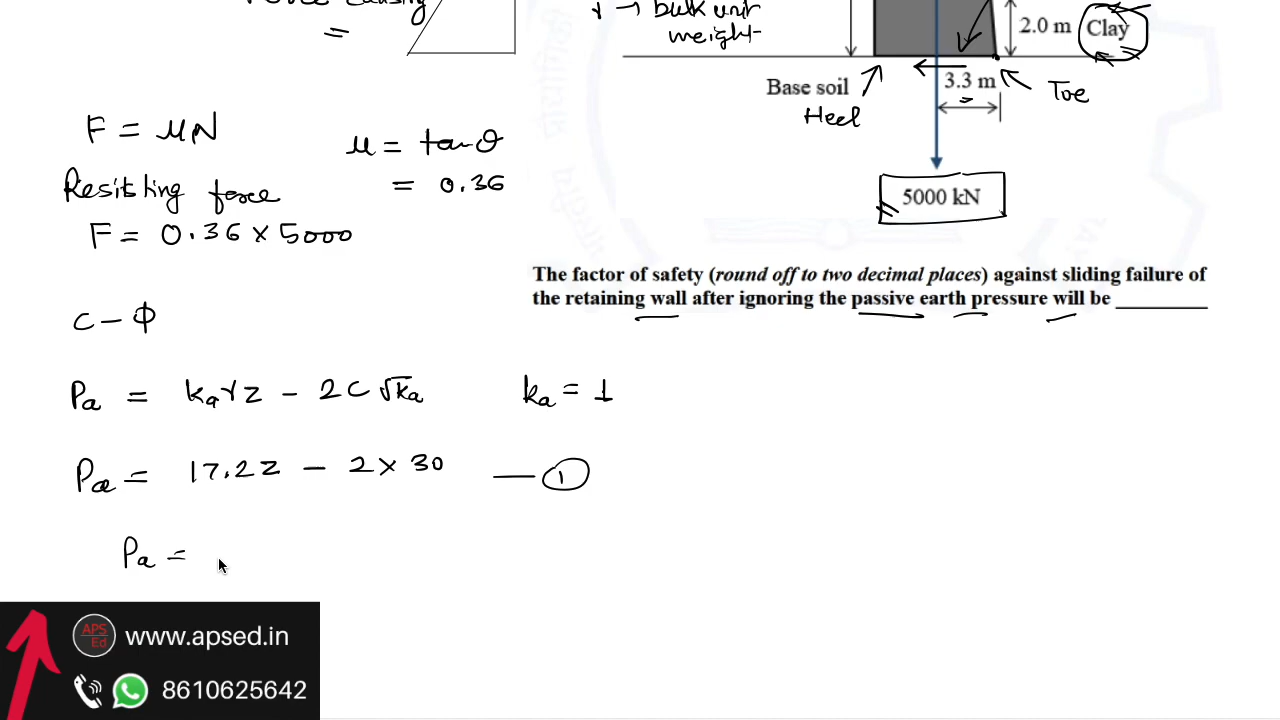 =
γ → bulk unit
weight
2.0 m Clay
Base soil
Heel
3.3 m
=
Toe
5000 kN
The factor of safety (round off to two decimal places) against sliding failure of
the retaining wall after ignoring the passive earth pressure will be __________
F = μN
μ = tanθ
= 0.36
Resisting force
F = 0.36 × 5000
C - Φ
Pa = kaγz - 2C√ka ka = 1
Pa = 17.2z - 2 × 30 — ①
Pa =
APS
Ed
www.apsed.in
8610625642